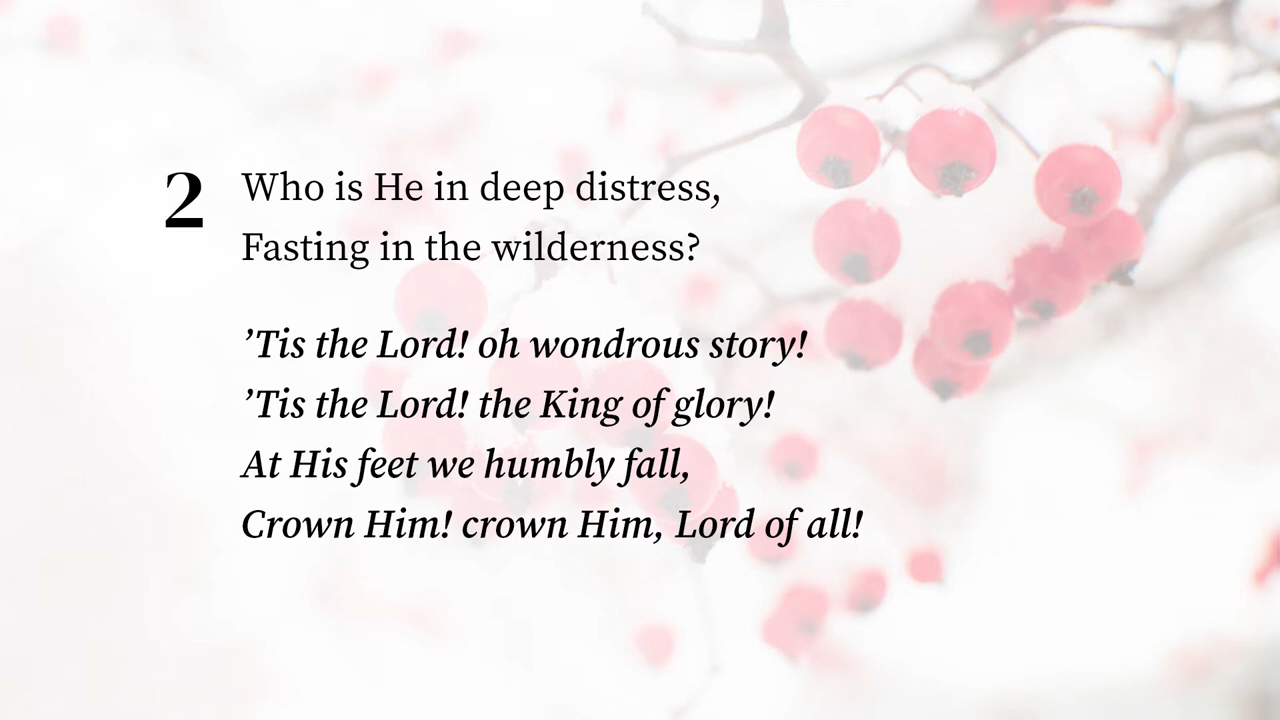 2 Who is He in deep distress,
Fasting in the wilderness?
’Tis the Lord! oh wondrous story!
’Tis the Lord! the King of glory!
At His feet we humbly fall,
Crown Him! crown Him, Lord of all!